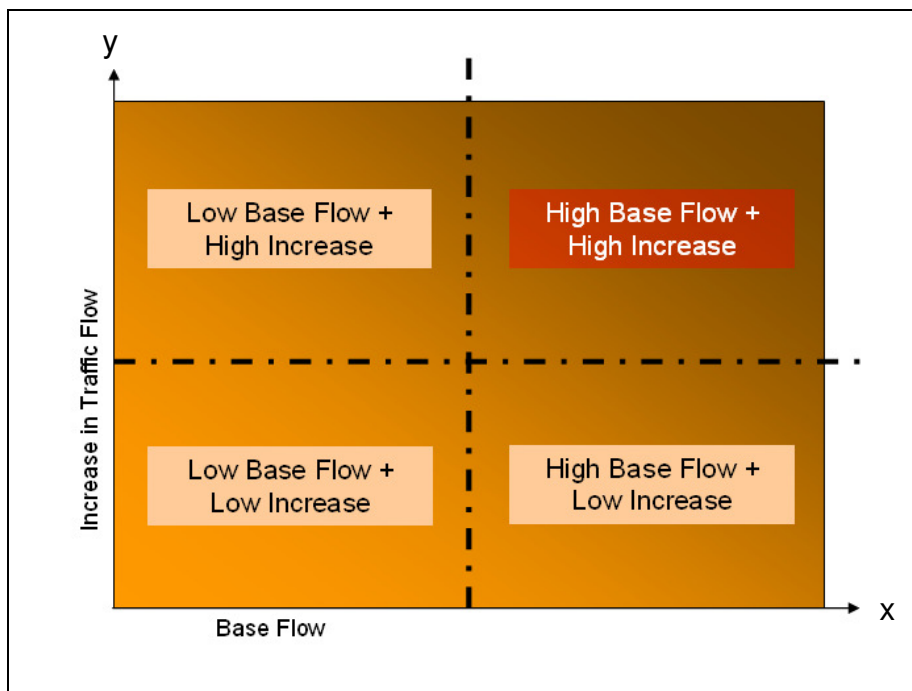 y
Low Base Flow +
High Increase
High Base Flow +
High Increase
Increase in Traffic Flow
Low Base Flow +
Low Increase
High Base Flow +
Low Increase
x
Base Flow